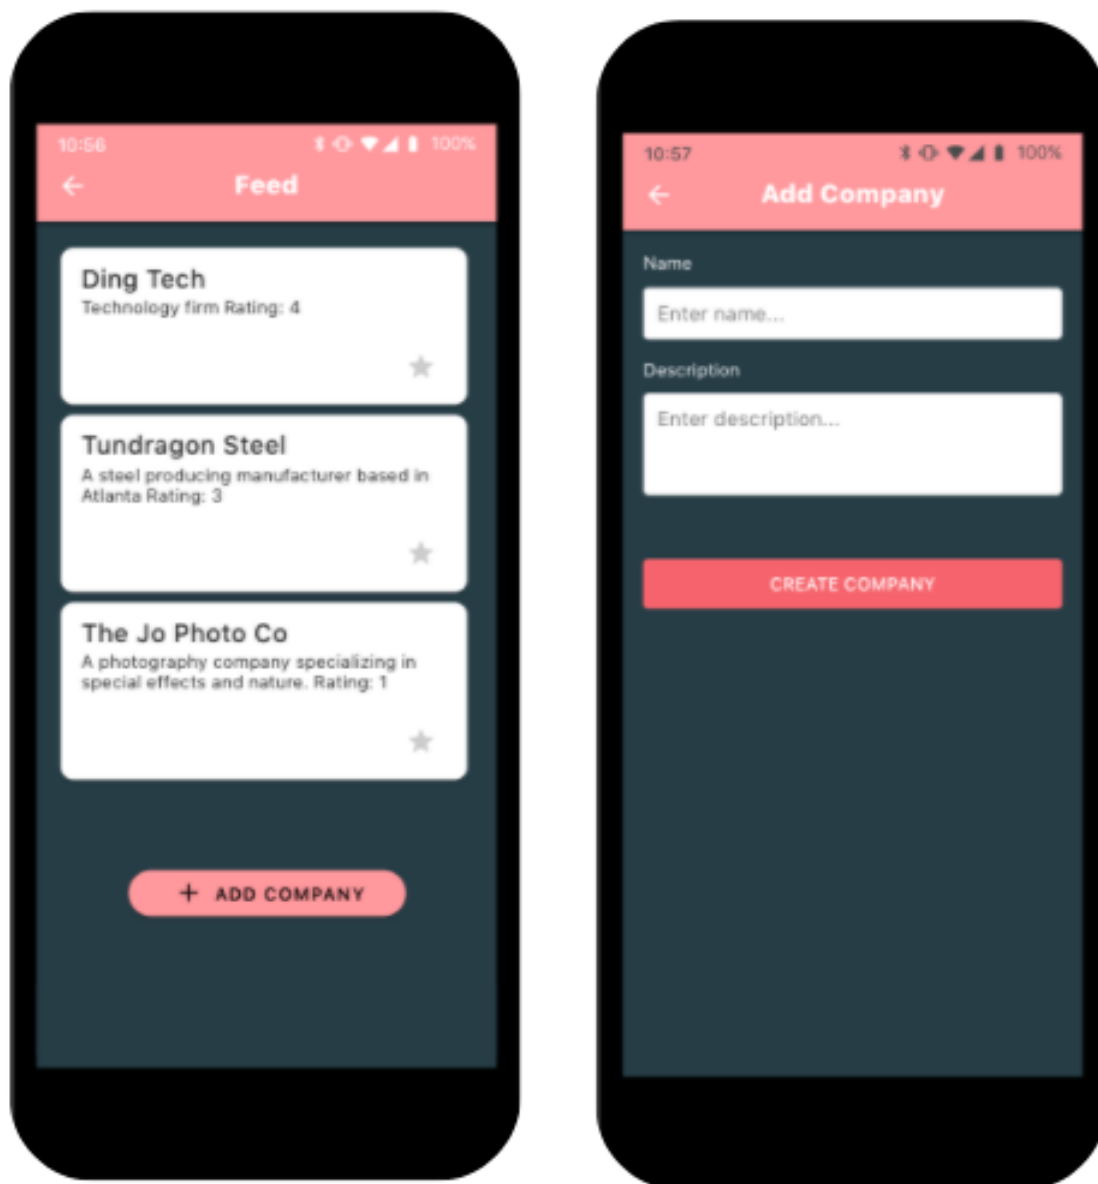 10:56 100%
Feed
Ding Tech
Technology firm Rating: 4
Tundragon Steel
A steel producing manufacturer based in
Atlanta Rating: 3
The Jo Photo Co
A photography company specializing in
special effects and nature. Rating: 1
+ ADD COMPANY
10:57 100%
Add Company
Name
Enter name...
Description
Enter description...
CREATE COMPANY